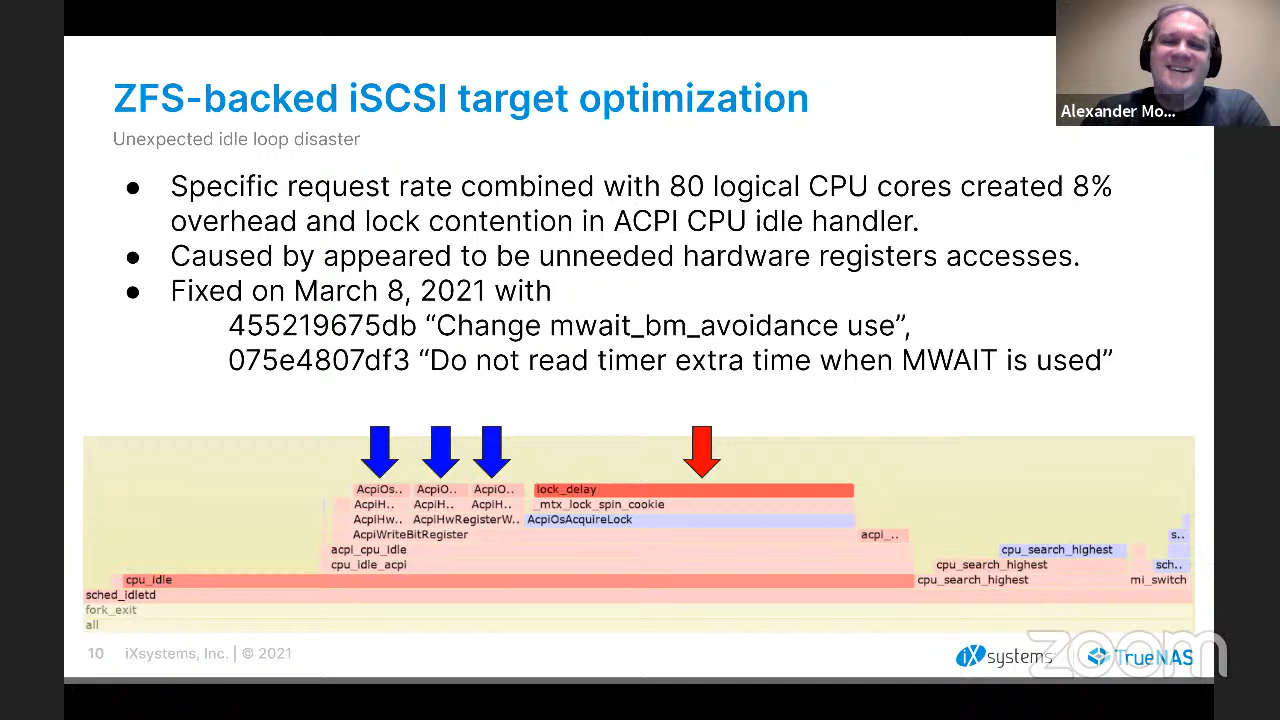 ZFS-backed iSCSI target optimization
Unexpected idle loop disaster
Alexander Mo...
● Specific request rate combined with 80 logical CPU cores created 8%
overhead and lock contention in ACPI CPU idle handler.
● Caused by appeared to be unneeded hardware registers accesses.
● Fixed on March 8, 2021 with
455219675db “Change mwait_bm_avoidance use”,
075e4807df3 “Do not read timer extra time when MWAIT is used”
AcpiOs.. AcpiO.. AcpiO.. lock_delay
AcpiH.. AcpiH.. AcpiH.. _mtx_lock_spin_cookie
AcpiHw.. AcpiHwRegisterW.. AcpiOsAcquireLock
AcpiWriteBitRegister acpi_.. s..
acpi_cpu_idle cpu_search_highest
cpu_idle_acpi cpu_search_highest sch..
cpu_idle cpu_search_highest mi_switch
sched_idletd
fork_exit
all
10 iXsystems, Inc. | © 2021
iXsystems TrueNAS
zoom